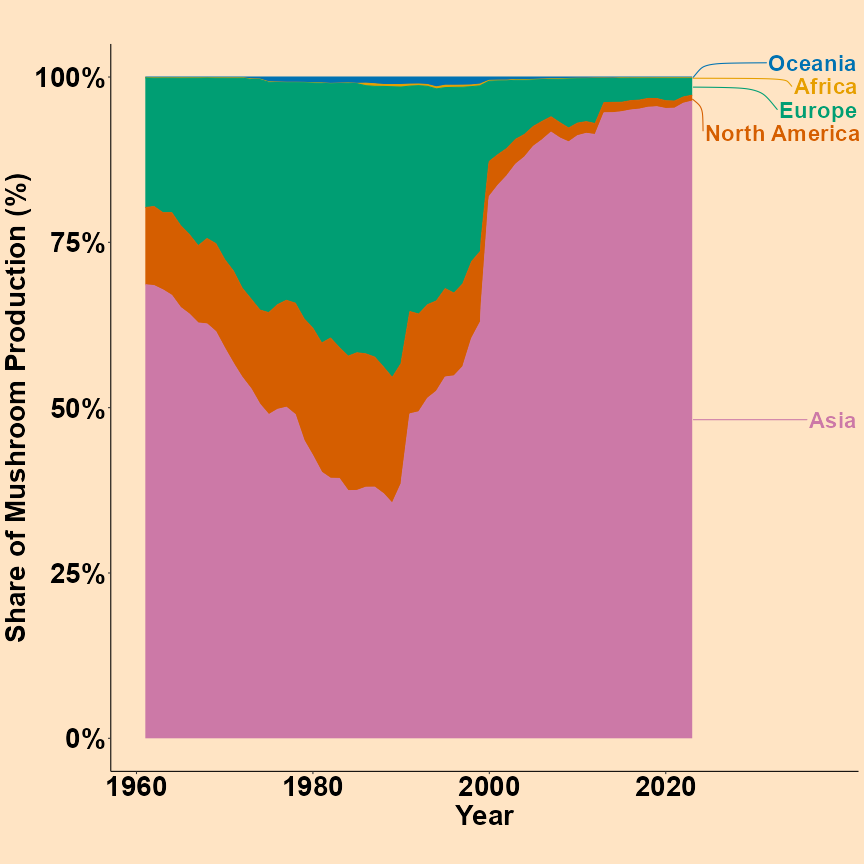 100%
75%
50%
25%
0%
Share of Mushroom Production (%)
1960
1980
2000
2020
Year
Oceania
Africa
Europe
North America
Asia